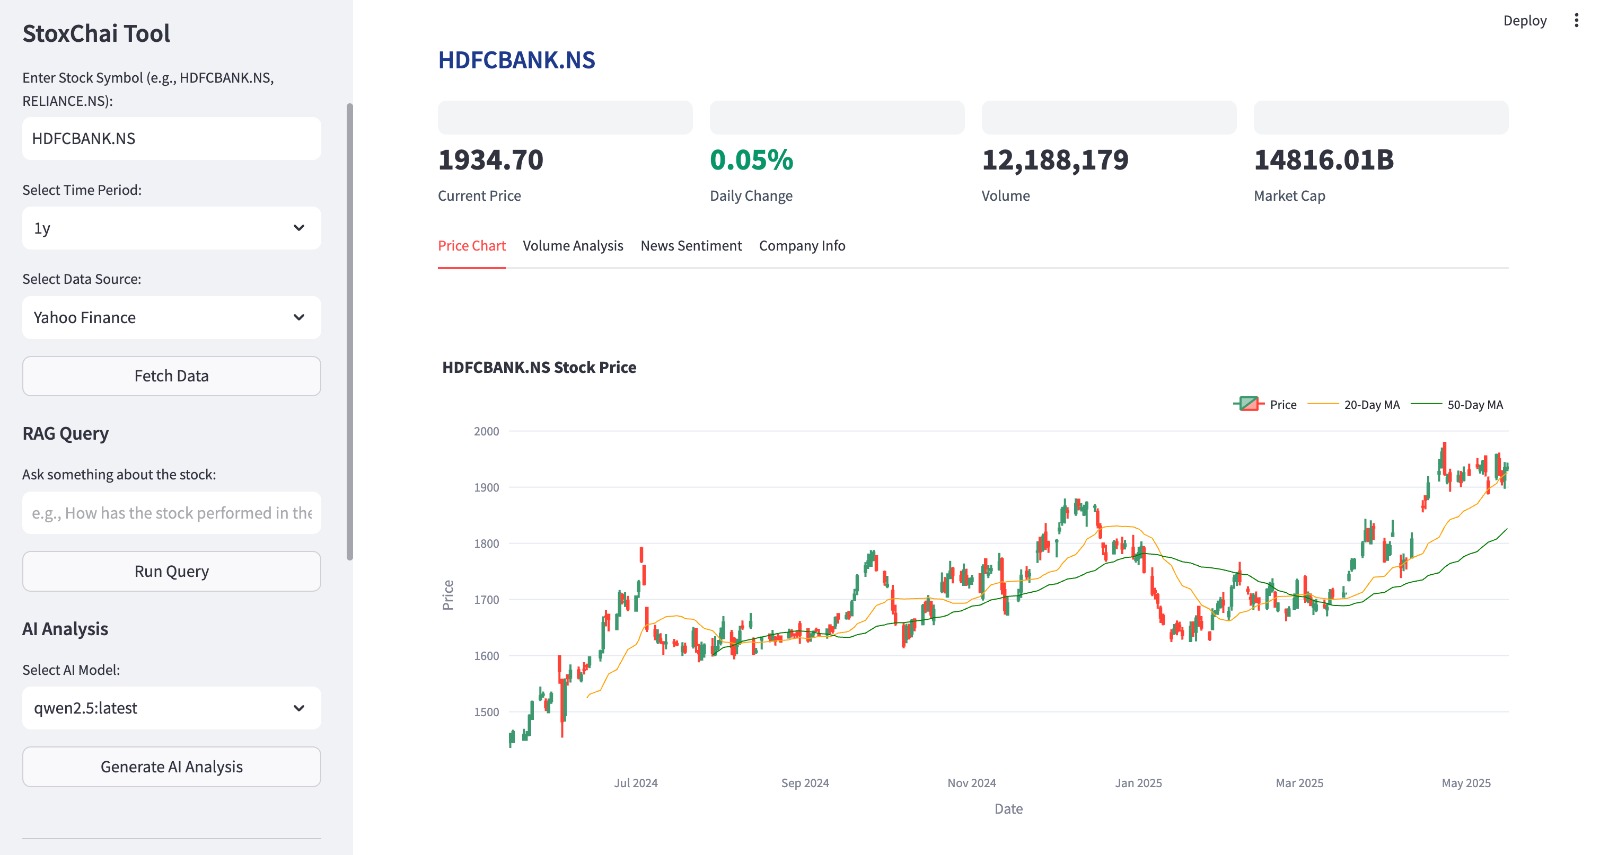 StoxChai Tool
Enter Stock Symbol (e.g., HDFCBANK.NS,
RELIANCE.NS):
HDFCBANK.NS
Select Time Period:
1y
Select Data Source:
Yahoo Finance
Fetch Data
RAG Query
Ask something about the stock:
e.g., How has the stock performed in the
Run Query
AI Analysis
Select AI Model:
qwen2.5:latest
Generate AI Analysis
Deploy
HDFCBANK.NS
1934.70
Current Price
0.05%
Daily Change
12,188,179
Volume
14816.01B
Market Cap
Price Chart Volume Analysis News Sentiment Company Info
HDFCBANK.NS Stock Price
Price 20-Day MA 50-Day MA
2000
1900
1800
1700
1600
1500
Price
Jul 2024 Sep 2024 Nov 2024 Jan 2025 Mar 2025 May 2025
Date